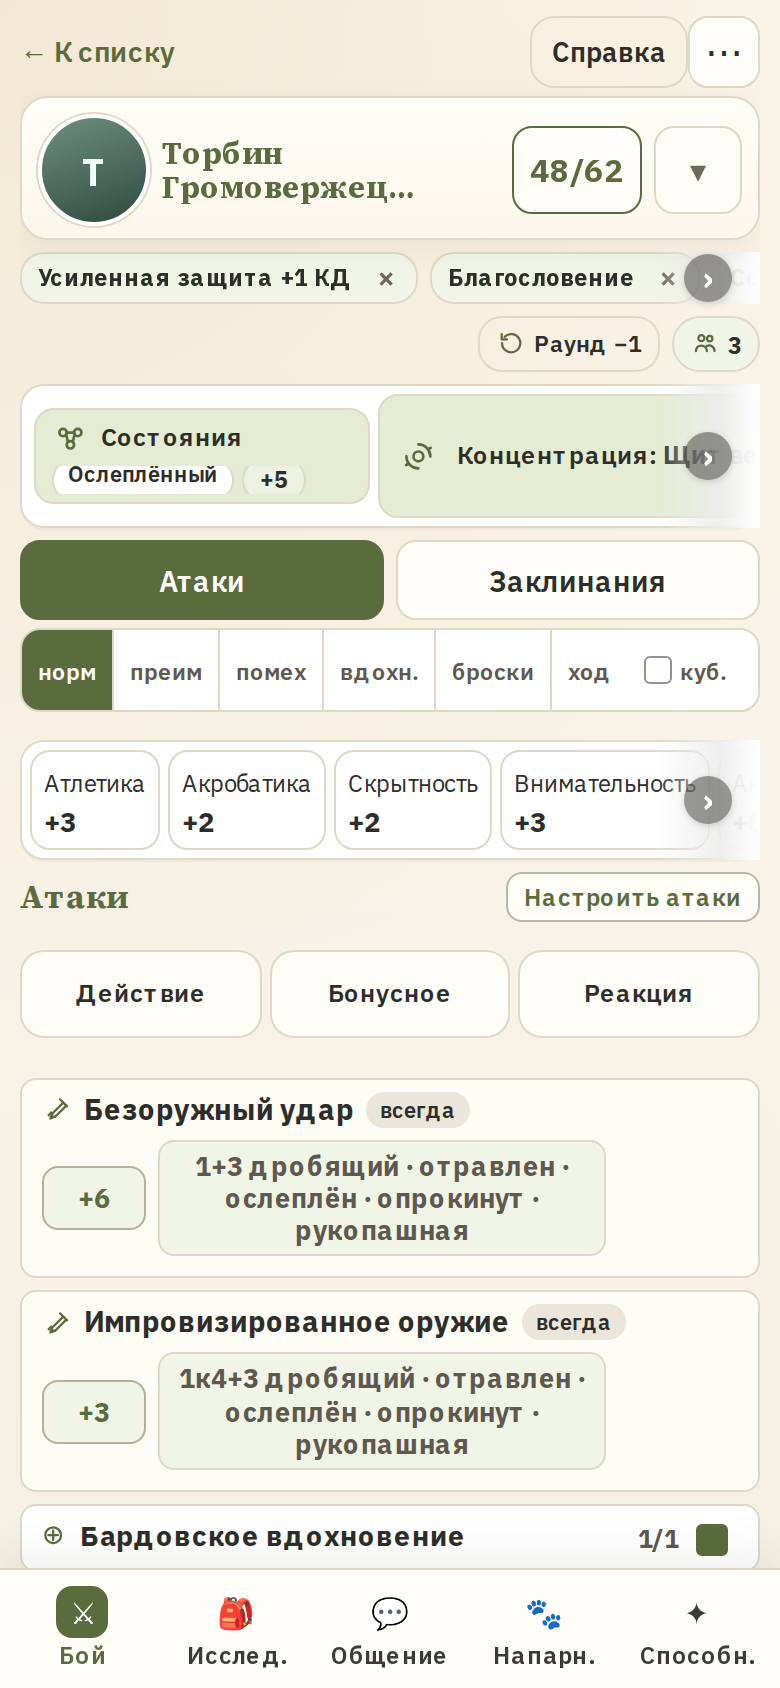 ← К списку
Справка
...
Т
Торбин
Громовержец...
48/62
▼
Усиленная защита +1 КД ×
Благословение ×
Раунд −1
3
Состояния
Ослеплённый
+5
Концентрация: Щит ве
Атаки
Заклинания
норм
преим
помех
вдохн.
броски
ход
куб.
Атлетика
+3
Акробатика
+2
Скрытность
+2
Внимательность
+3
Атаки
Настроить атаки
Действие
Бонусное
Реакция
Безоружный удар
всегда
+6
1+3 дробящий · отравлен ·
ослеплён · опрокинут ·
рукопашная
Импровизированное оружие
всегда
+3
1к4+3 дробящий · отравлен ·
ослеплён · опрокинут ·
рукопашная
Бардовское вдохновение
1/1
Бой
Исслед.
Общение
Напарн.
Способн.